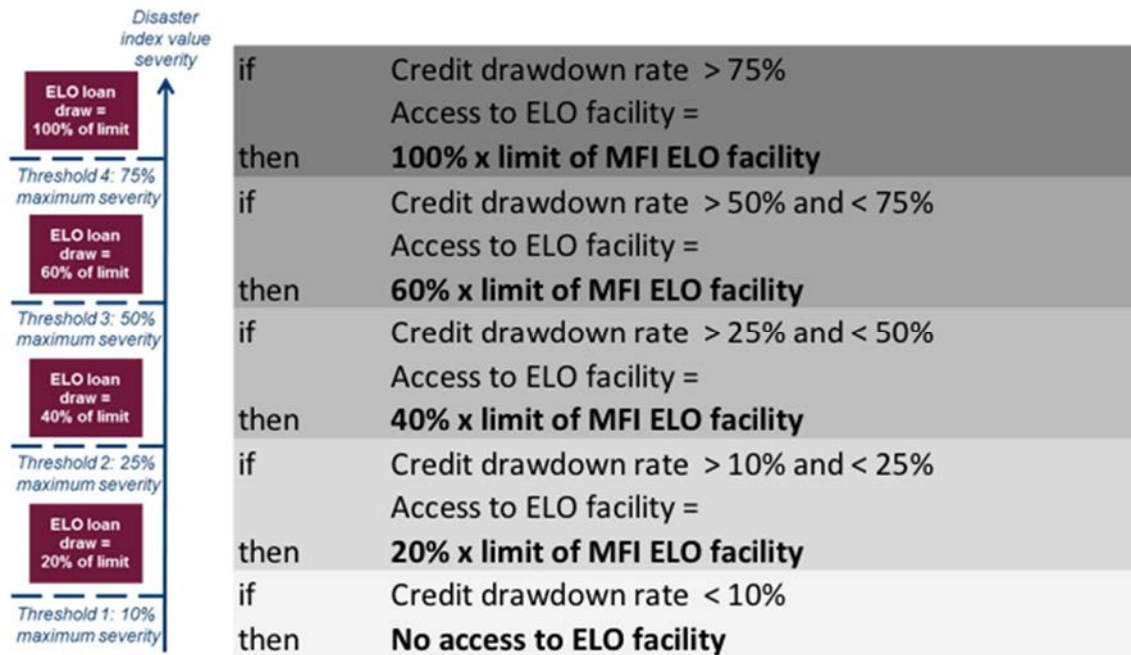 Disaster
index value
severity
ELO loan
draw =
100% of limit
Threshold 4: 75%
maximum severity
ELO loan
draw =
60% of limit
Threshold 3: 50%
maximum severity
ELO loan
draw =
40% of limit
Threshold 2: 25%
maximum severity
ELO loan
draw =
20% of limit
Threshold 1: 10%
maximum severity
if Credit drawdown rate > 75%
Access to ELO facility =
then 100% x limit of MFI ELO facility
if Credit drawdown rate > 50% and < 75%
Access to ELO facility =
then 60% x limit of MFI ELO facility
if Credit drawdown rate > 25% and < 50%
Access to ELO facility =
then 40% x limit of MFI ELO facility
if Credit drawdown rate > 10% and < 25%
Access to ELO facility =
then 20% x limit of MFI ELO facility
if Credit drawdown rate < 10%
then No access to ELO facility